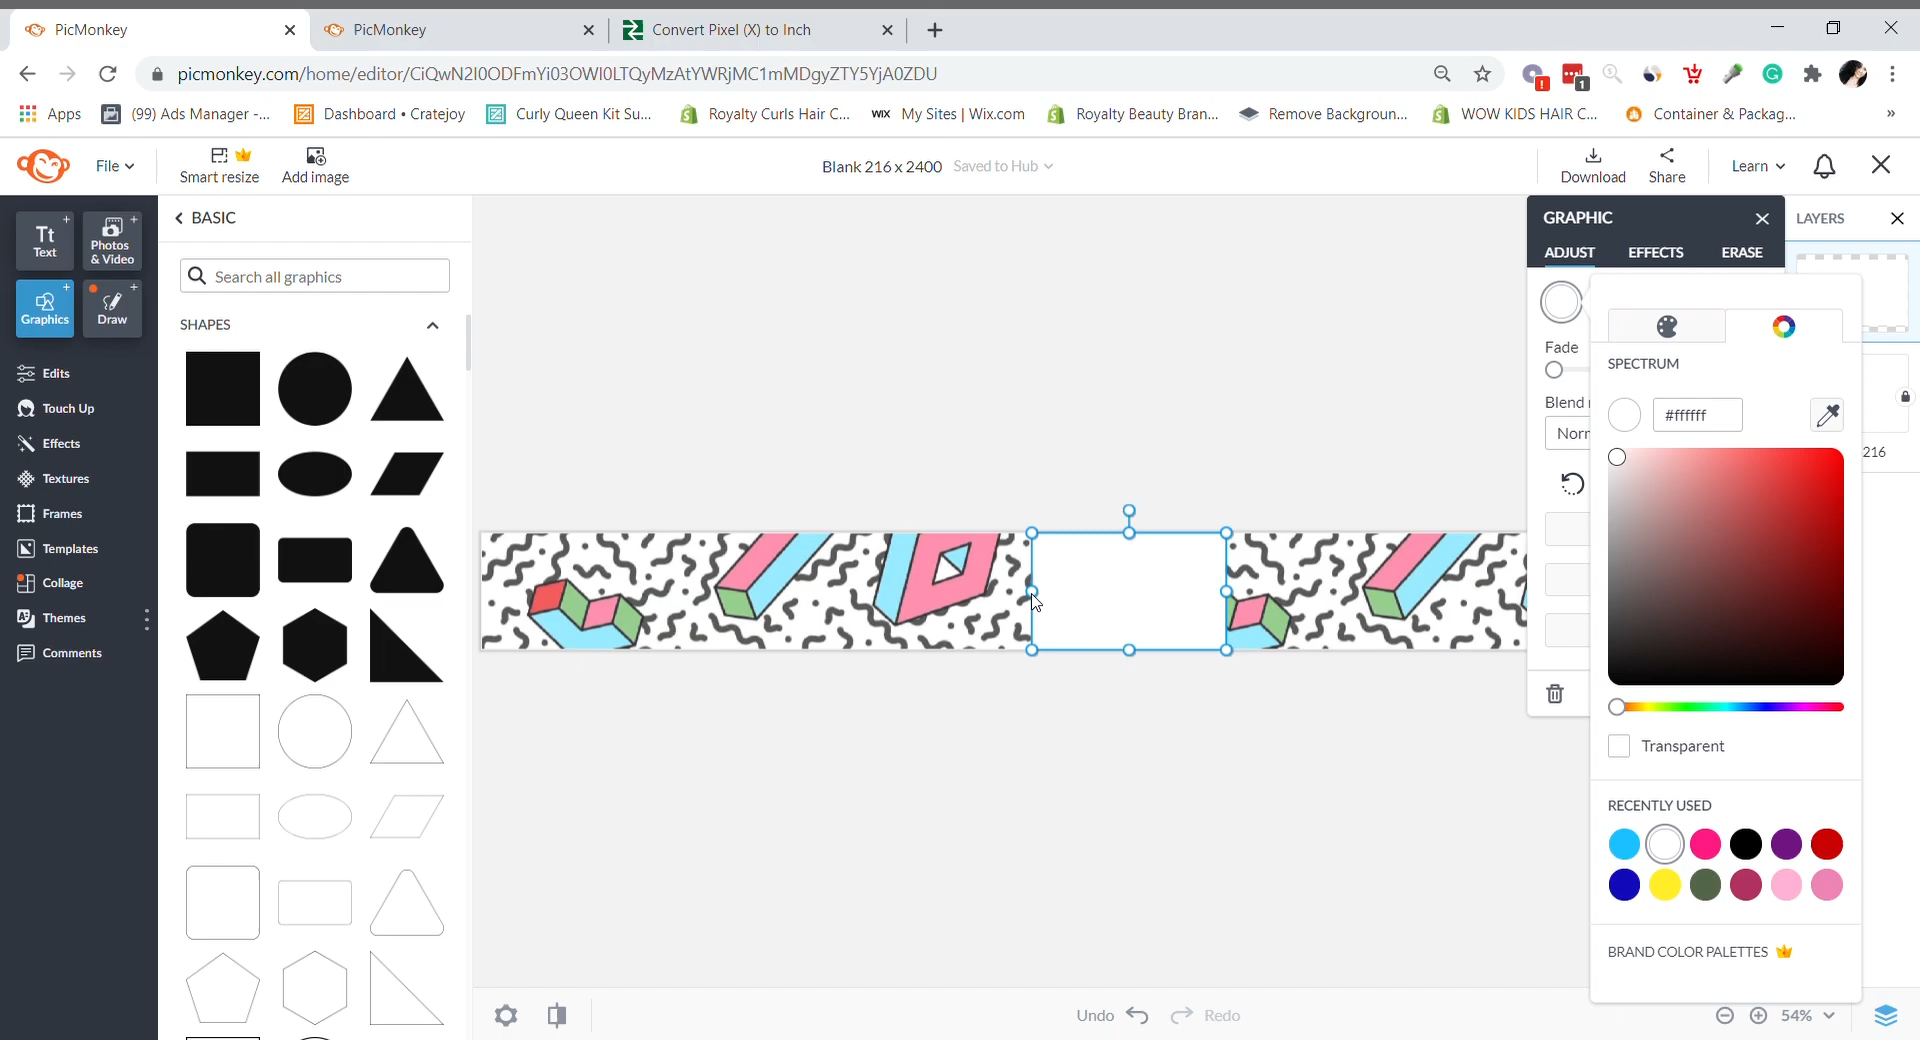 PicMonkey
PicMonkey
Convert Pixel (X) to Inch
picmonkey.com/home/editor/CiQwN2I0ODFmYi03OWI0LTQyMzAtYWRjMC1mMDgyZTY5YjA0ZDU
Apps
(99) Ads Manager -...
Dashboard • Cratejoy
Curly Queen Kit Su...
Royalty Curls Hair C...
WIX My Sites | Wix.com
Royalty Beauty Bran...
Remove Backgroun...
WOW KIDS HAIR C...
Container & Packag...
»
File
Smart resize
Add image
Blank 216 x 2400 Saved to Hub
Download
Share
Learn
Tt
Text
Photos
& Video
Graphics
Draw
Edits
Touch Up
Effects
Textures
Frames
Templates
Collage
Themes
Comments
BASIC
Search all graphics
SHAPES
GRAPHIC
ADJUST EFFECTS ERASE
LAYERS
Fade
Blend
Norr
216
SPECTRUM
#ffffff
Transparent
RECENTLY USED
BRAND COLOR PALETTES
Undo
Redo
54%